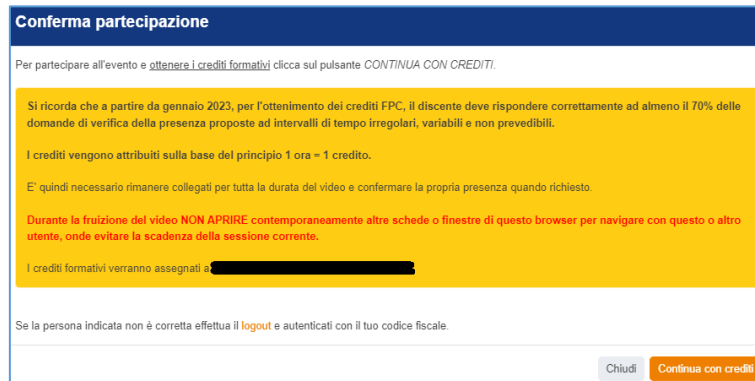 Conferma partecipazione
Per partecipare all'evento e ottenere i crediti formativi clicca sul pulsante CONTINUA CON CREDITI.
Si ricorda che a partire da gennaio 2023, per l'ottenimento dei crediti FPC, il discente deve rispondere correttamente ad almeno il 70% delle
domande di verifica della presenza proposte ad intervalli di tempo irregolari, variabili e non prevedibili.
I crediti vengono attribuiti sulla base del principio 1 ora = 1 credito.
E' quindi necessario rimanere collegati per tutta la durata del video e confermare la propria presenza quando richiesto.
Durante la fruizione del video NON APRIRE contemporaneamente altre schede o finestre di questo browser per navigare con questo o altro
utente, onde evitare la scadenza della sessione corrente.
I crediti formativi verranno assegnati a
Se la persona indicata non è corretta effettua il logout e autenticati con il tuo codice fiscale.
Chiudi Continua con crediti